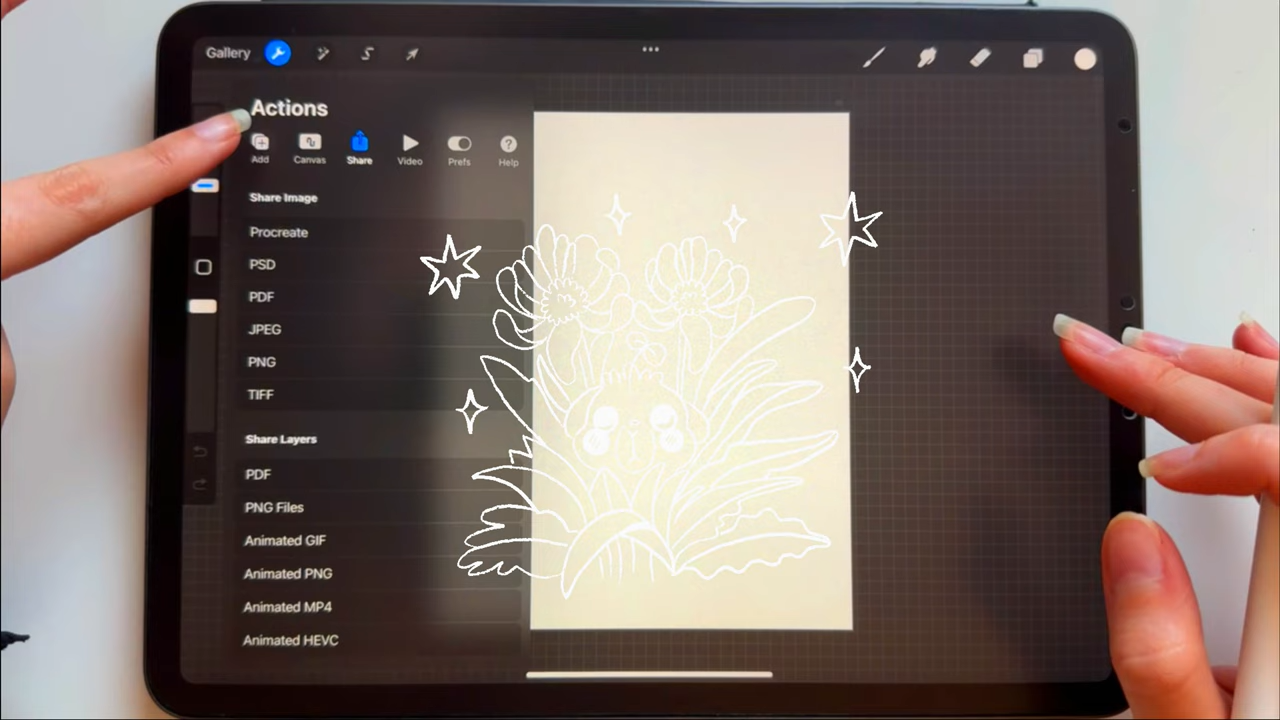 Gallery
Actions
Add Canvas Share Video Prefs Help
Share Image
Procreate
PSD
PDF
JPEG
PNG
TIFF
Share Layers
PDF
PNG Files
Animated GIF
Animated PNG
Animated MP4
Animated HEVC